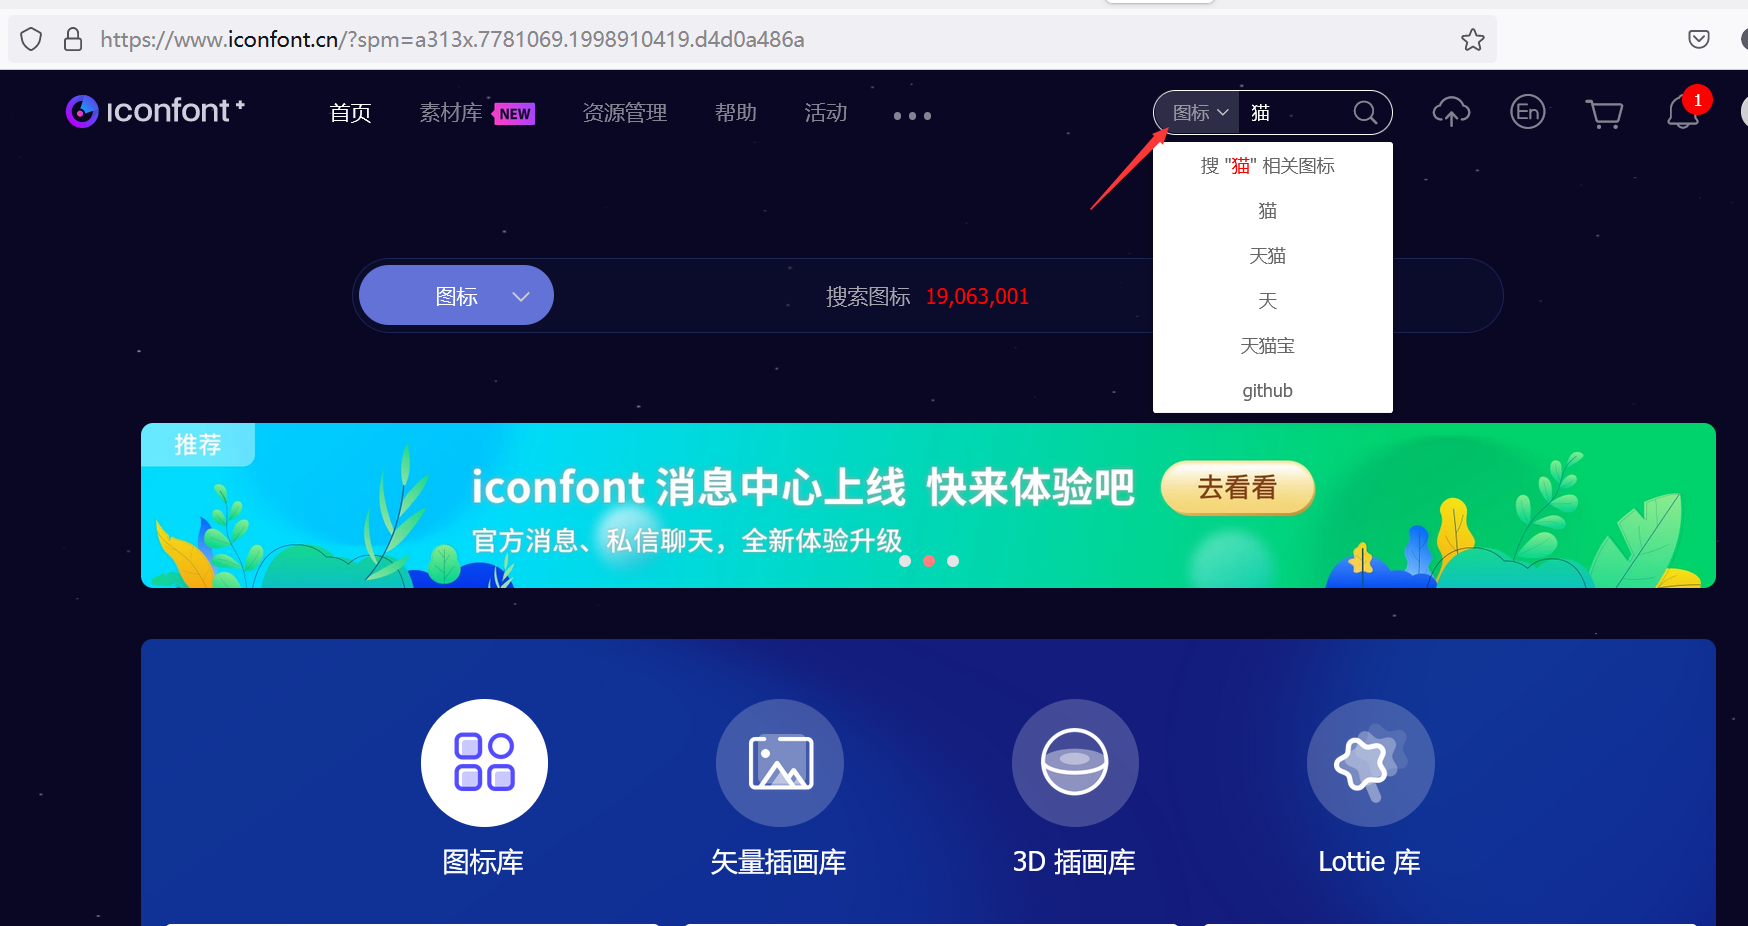 https://www.iconfont.cn/?spm=a313x.7781069.1998910419.d4d0a486a
iconfont+
首页
素材库
NEW
资源管理
帮助
活动
图标
猫
En
1
搜 "猫" 相关图标
猫
天猫
天
天猫宝
github
图标
搜索图标 19,063,001
推荐
iconfont 消息中心上线 快来体验吧
去看看
官方消息、私信聊天，全新体验升级
图标库
矢量插画库
3D 插画库
Lottie 库